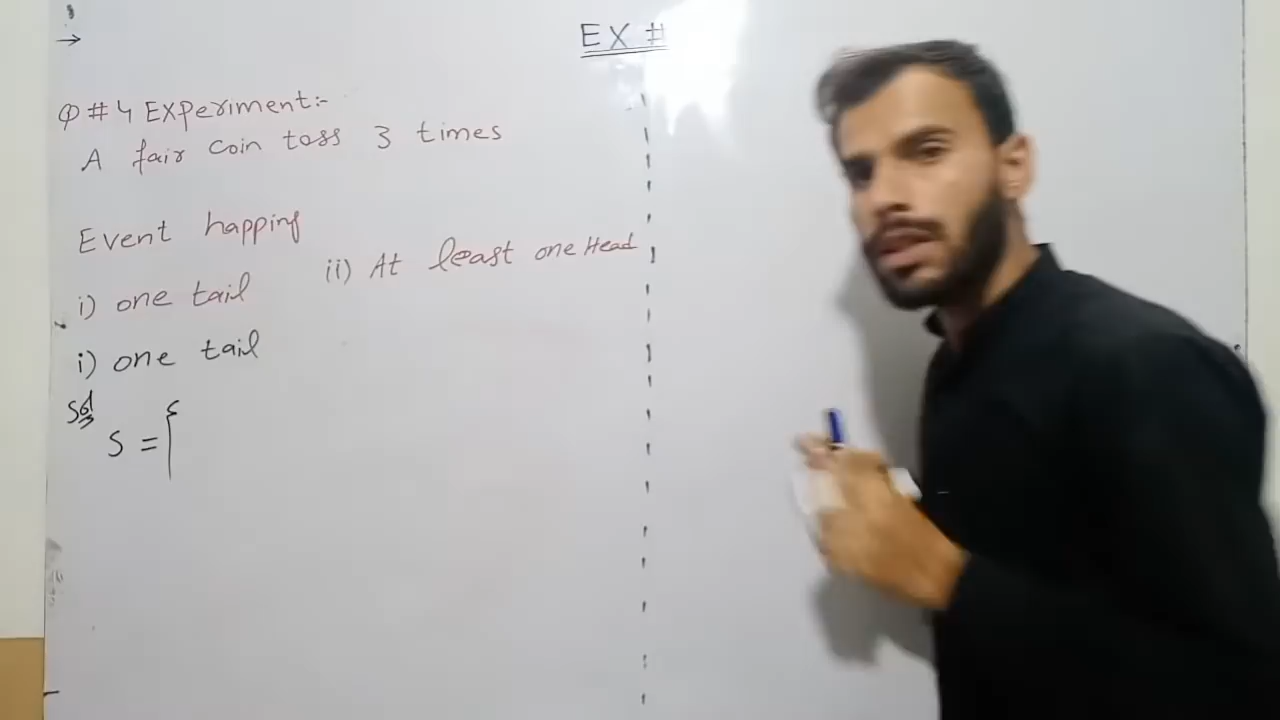 EX #
→
Q#4 Experiment:-
A fair coin toss 3 times
Event happing
i) one tail
ii) At least one Head
i) one tail
Sol
S = {